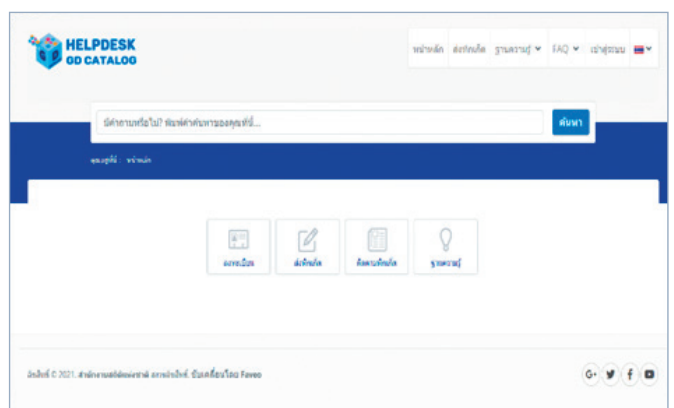 HELPDESK
GD CATALOG
หน้าหลัก ส่งทิกเก็ต ฐานความรู้ FAQ เข้าสู่ระบบ
มีคำถามหรือไม่? พิมพ์คำค้นหาของคุณที่นี่...
ค้นหา
คุณอยู่ที่นี่ : หน้าหลัก
ลงทะเบียน ส่งทิกเก็ต ติดตามทิกเก็ต ฐานความรู้
ลิขสิทธิ์ © 2021. สำนักงานสถิติแห่งชาติ สงวนลิขสิทธิ์. ขับเคลื่อนโดย Faveo